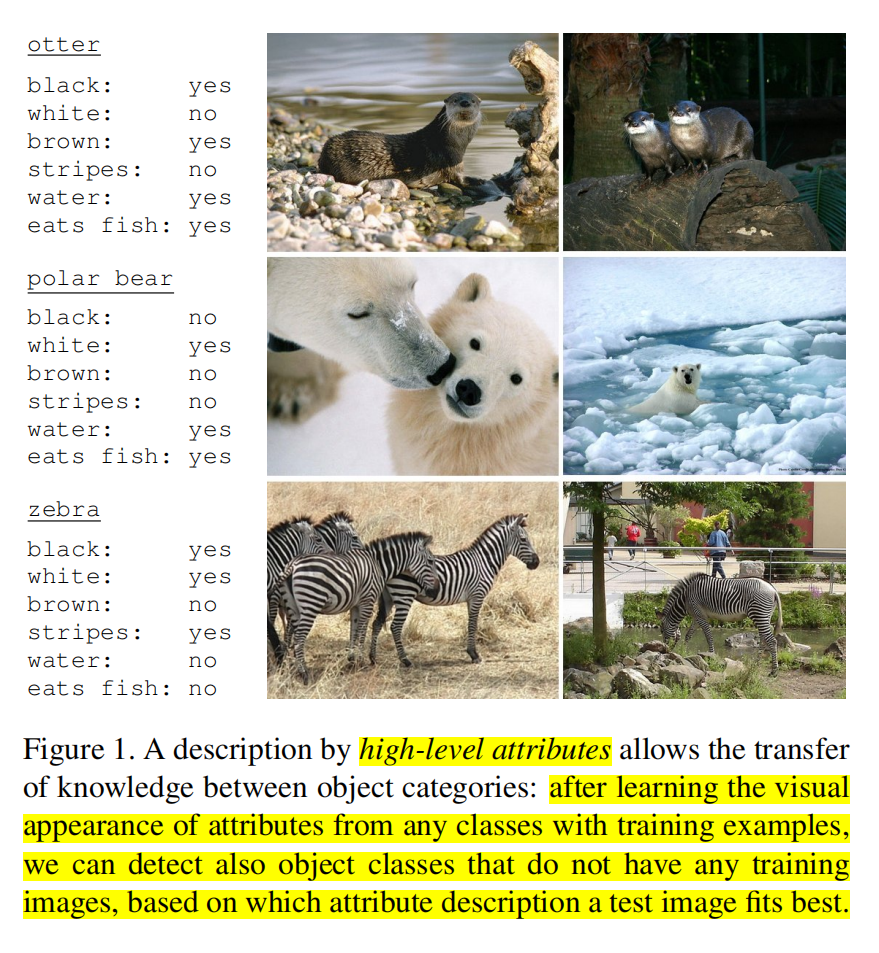 otter
black: yes
white: no
brown: yes
stripes: no
water: yes
eats fish: yes
polar bear
black: no
white: yes
brown: no
stripes: no
water: yes
eats fish: yes
zebra
black: yes
white: yes
brown: no
stripes: yes
water: no
eats fish: no
Figure 1. A description by high-level attributes allows the transfer
of knowledge between object categories: after learning the visual
appearance of attributes from any classes with training examples,
we can detect also object classes that do not have any training
images, based on which attribute description a test image fits best.